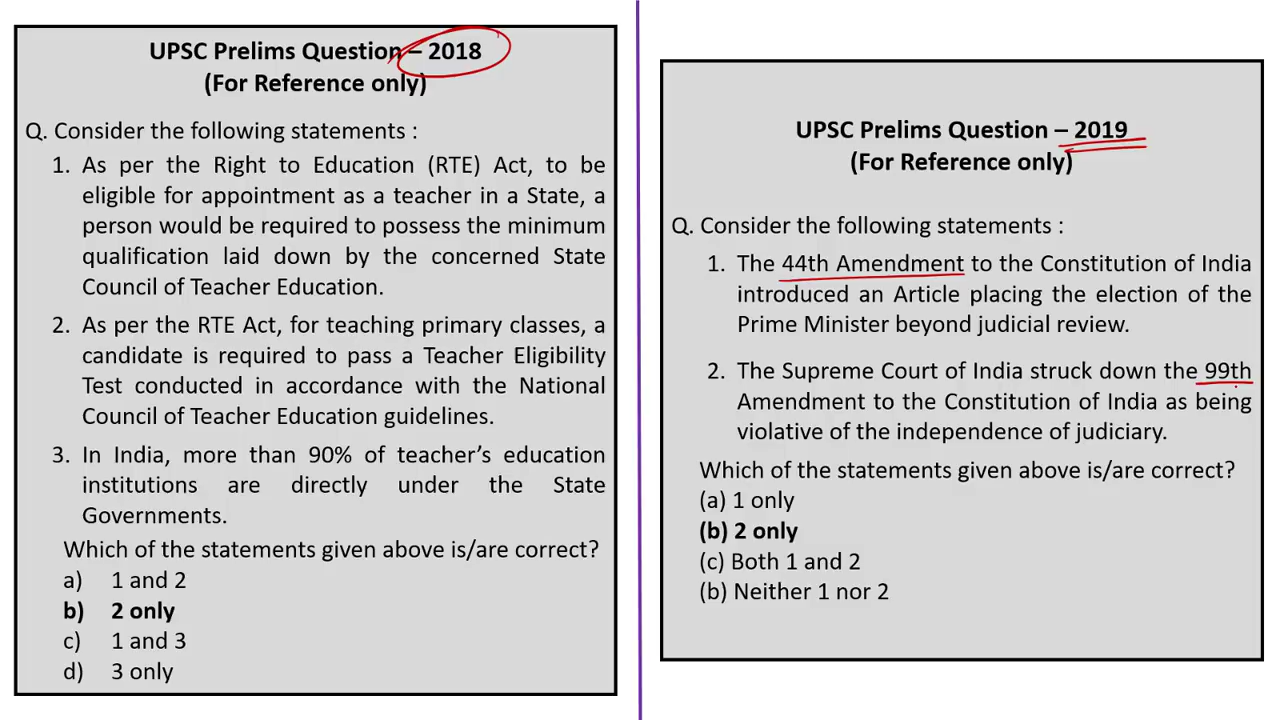 UPSC Prelims Question – 2018
(For Reference only)
Q. Consider the following statements :
1. As per the Right to Education (RTE) Act, to be
eligible for appointment as a teacher in a State, a
person would be required to possess the minimum
qualification laid down by the concerned State
Council of Teacher Education.
2. As per the RTE Act, for teaching primary classes, a
candidate is required to pass a Teacher Eligibility
Test conducted in accordance with the National
Council of Teacher Education guidelines.
3. In India, more than 90% of teacher’s education
institutions are directly under the State
Governments.
Which of the statements given above is/are correct?
a) 1 and 2
b) 2 only
c) 1 and 3
d) 3 only
UPSC Prelims Question – 2019
(For Reference only)
Q. Consider the following statements :
1. The 44th Amendment to the Constitution of India
introduced an Article placing the election of the
Prime Minister beyond judicial review.
2. The Supreme Court of India struck down the 99th
Amendment to the Constitution of India as being
violative of the independence of judiciary.
Which of the statements given above is/are correct?
(a) 1 only
(b) 2 only
(c) Both 1 and 2
(b) Neither 1 nor 2